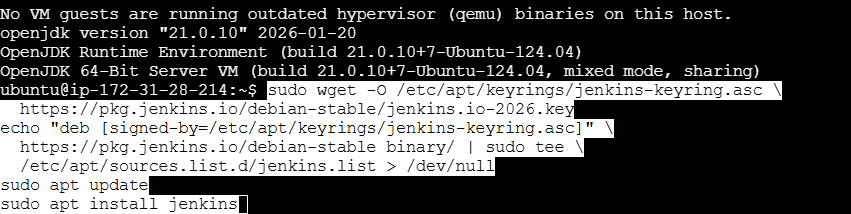 No VM guests are running outdated hypervisor (qemu) binaries on this host.
openjdk version "21.0.10" 2026-01-20
OpenJDK Runtime Environment (build 21.0.10+7-Ubuntu-124.04)
OpenJDK 64-Bit Server VM (build 21.0.10+7-Ubuntu-124.04, mixed mode, sharing)
ubuntu@ip-172-31-28-214:~$ sudo wget -O /etc/apt/keyrings/jenkins-keyring.asc \
  https://pkg.jenkins.io/debian-stable/jenkins.io-2026.key
echo "deb [signed-by=/etc/apt/keyrings/jenkins-keyring.asc]" \
  https://pkg.jenkins.io/debian-stable binary/ | sudo tee \
  /etc/apt/sources.list.d/jenkins.list > /dev/null
sudo apt update
sudo apt install jenkins